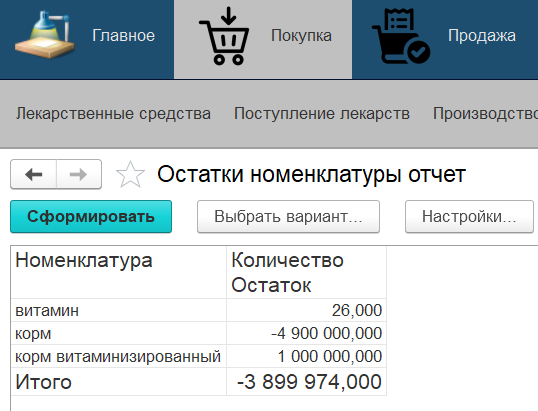 Главное
Покупка
Продажа
Лекарственные средства Поступление лекарств Производство
Остатки номенклатуры отчет
Сформировать Выбрать вариант... Настройки...
Номенклатура Количество Остаток
витамин 26,000
корм -4 900 000,000
корм витаминизированный 1 000 000,000
Итого -3 899 974,000